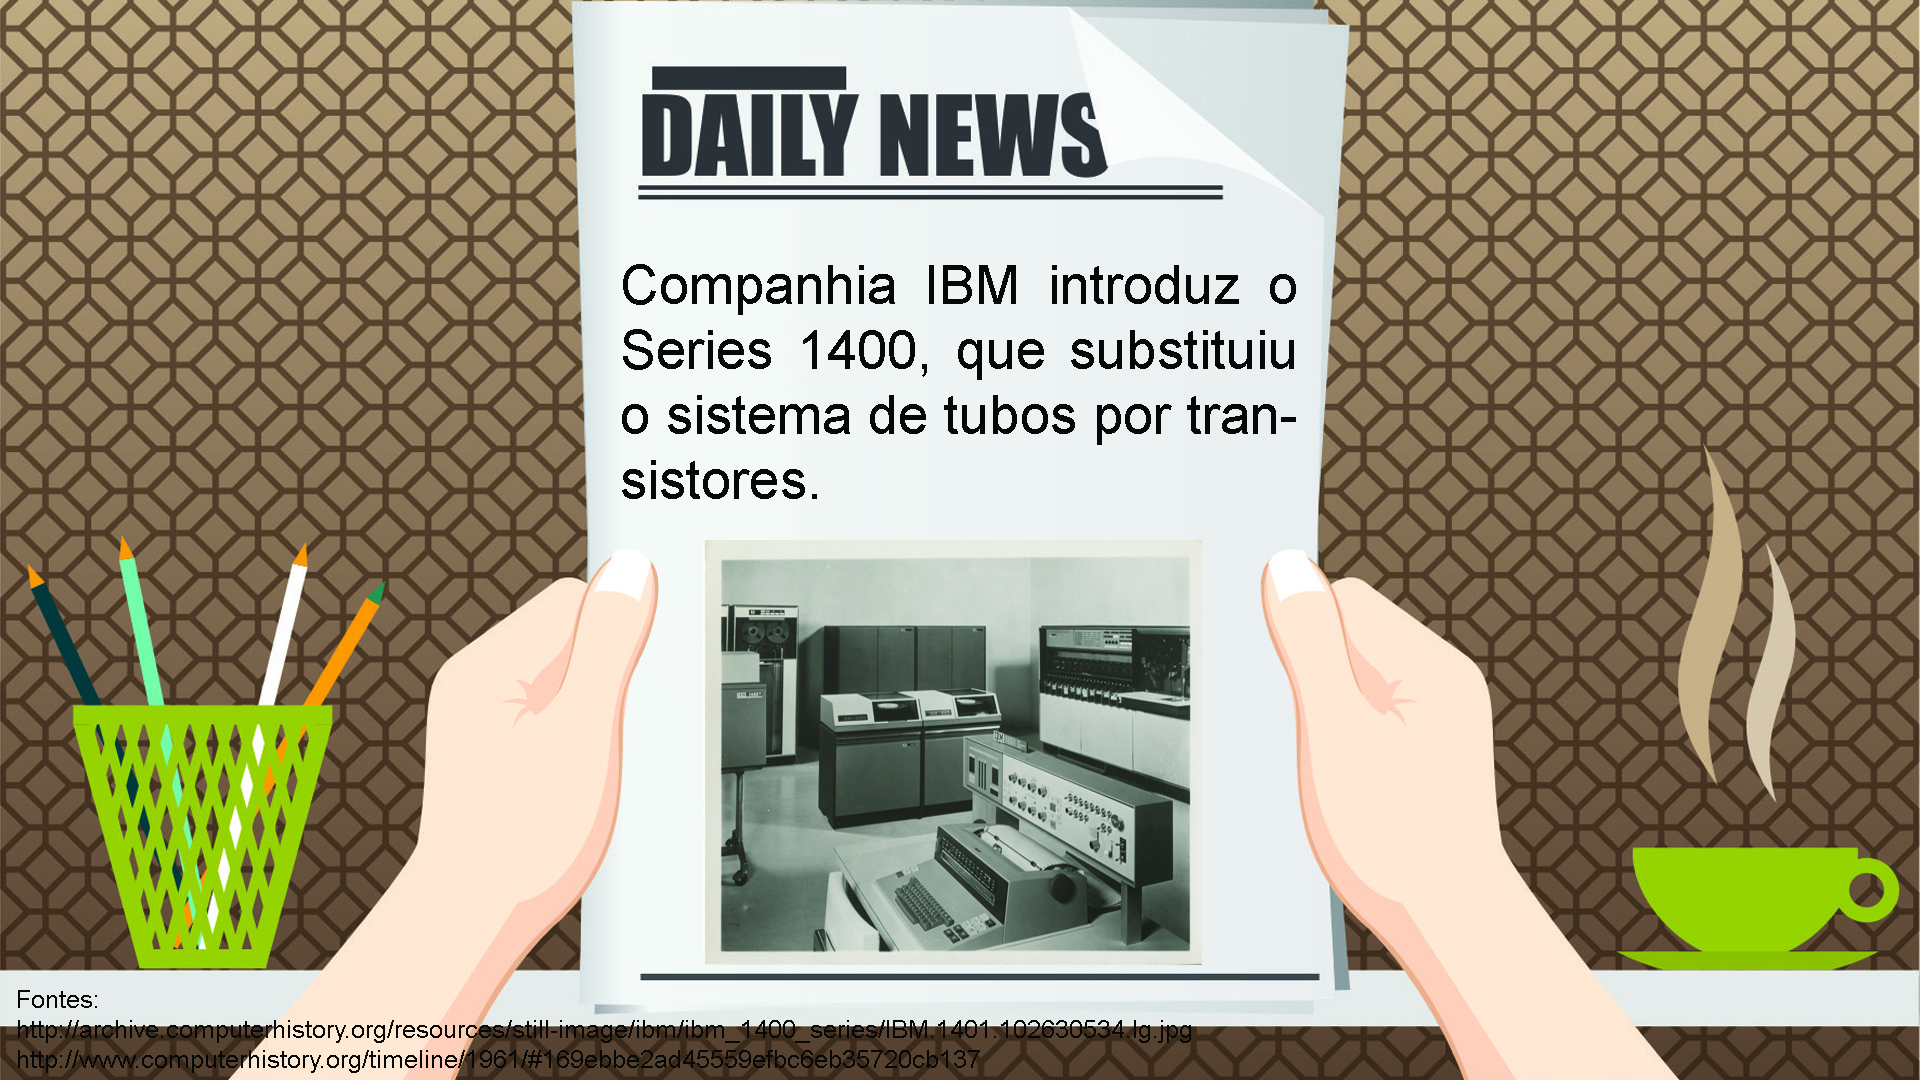 DAILY NEWS
Companhia IBM introduz o
Series 1400, que substituiu
o sistema de tubos por tran-
sistores.
Fontes:
http://archive.computerhistory.org/resources/still-image/ibm/ibm_1400_series/IBM.1401.102630534.lg.jpg
http://www.computerhistory.org/timeline/1961/#169ebbe2ad45559efbc6eb35720cb137